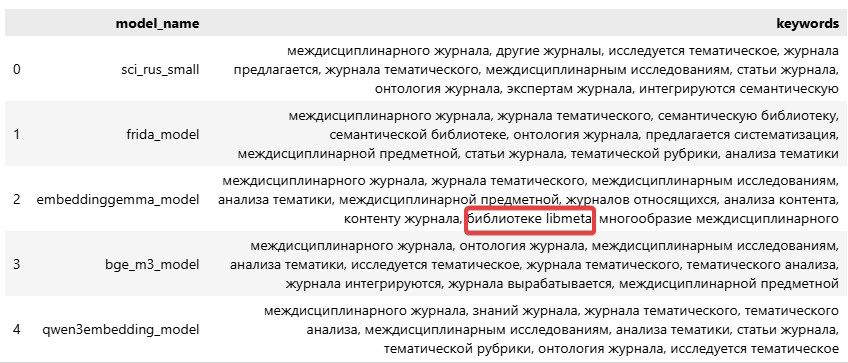 model_name keywords
междисциплинарного журнала, другие журналы, исследуется тематическое, журнала
0 sci_rus_small предлагается, журнала тематического, междисциплинарным исследованиям, статьи журнала,
онтология журнала, экспертам журнала, интегрируются семантическую
междисциплинарного журнала, журнала тематического, семантическую библиотеку,
1 frida_model семантической библиотеке, онтология журнала, предлагается систематизация,
междисциплинарной предметной, статьи журнала, тематической рубрики, анализа тематики
междисциплинарного журнала, журнала тематического, междисциплинарным исследованиям,
2 embeddinggemma_model анализа тематики, междисциплинарной предметной, журналов относящихся, анализа контента,
контенту журнала, библиотеке libmeta, многообразие междисциплинарного
междисциплинарного журнала, онтология журнала, междисциплинарным исследованиям,
3 bge_m3_model анализа тематики, исследуется тематическое, журнала тематического, тематического анализа,
журнала интегрируются, журнала вырабатывается, междисциплинарной предметной
междисциплинарного журнала, знаний журнала, журнала тематического, тематического
4 qwen3embedding_model анализа, междисциплинарным исследованиям, анализа тематики, статьи журнала,
тематической рубрики, онтология журнала, исследуется тематическое